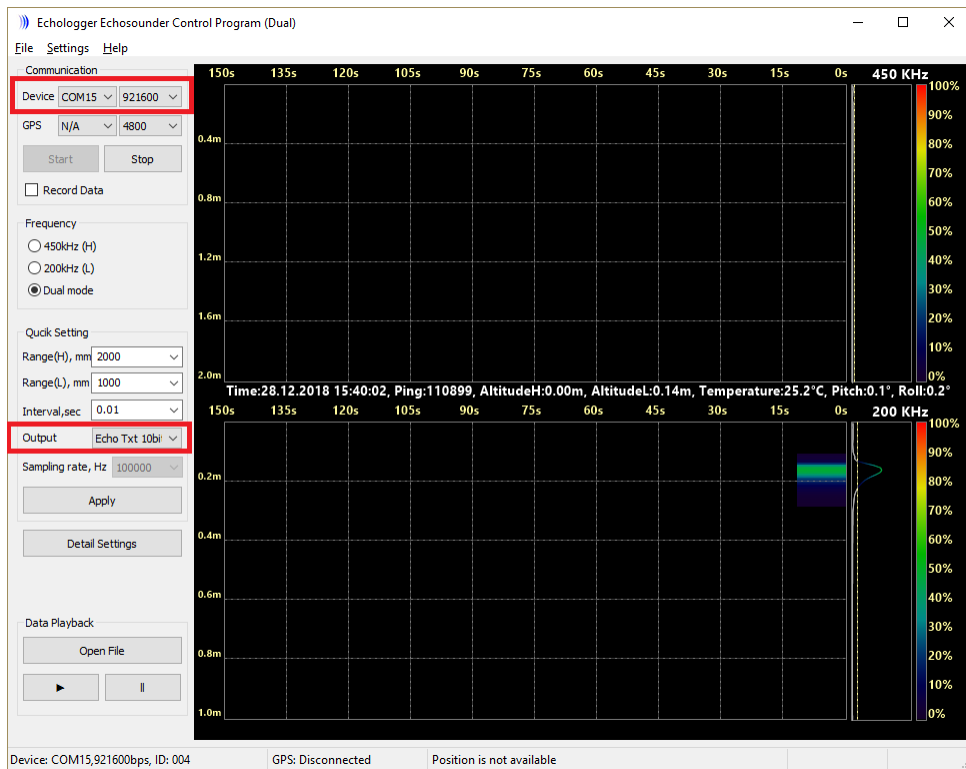 Echologger Echosounder Control Program (Dual)
File Settings Help
Communication
Device COM15 921600
GPS N/A 4800
Start Stop
Record Data
Frequency
450kHz (H)
200kHz (L)
Dual mode
Qucik Setting
Range(H), mm 2000
Range(L), mm 1000
Interval,sec 0.01
Output Echo Txt 10bi
Sampling rate, Hz 100000
Apply
Detail Settings
Data Playback
Open File
150s 135s 120s 105s 90s 75s 60s 45s 30s 15s 0s 450 KHz
0.4m
0.8m
1.2m
1.6m
2.0m
100%
90%
80%
70%
60%
50%
40%
30%
20%
10%
0%
Time:28.12.2018 15:40:02, Ping:110899, AltitudeH:0.00m, AltitudeL:0.14m, Temperature:25.2°C, Pitch:0.1°, Roll:0.2°
150s 135s 120s 105s 90s 75s 60s 45s 30s 15s 0s 200 KHz
0.2m
0.4m
0.6m
0.8m
1.0m
100%
90%
80%
70%
60%
50%
40%
30%
20%
10%
0%
Device: COM15,921600bps, ID: 004 GPS: Disconnected Position is not available